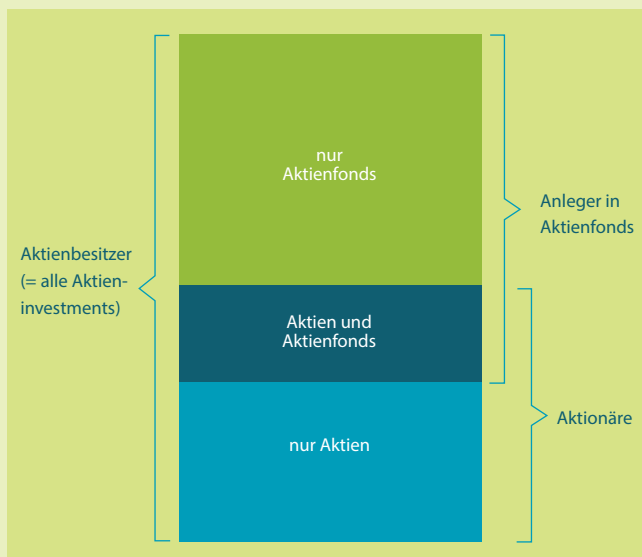 nur
Aktienfonds
Anleger in
Aktienfonds
Aktienbesitzer
(= alle Aktien-
investments)
Aktien und
Aktienfonds
Aktionäre
nur Aktien